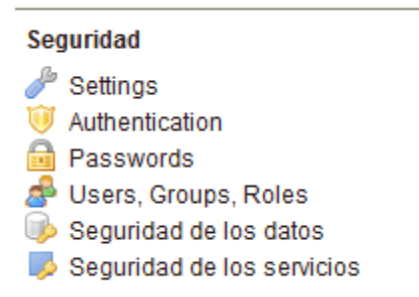 Seguridad
Settings
Authentication
Passwords
Users, Groups, Roles
Seguridad de los datos
Seguridad de los servicios